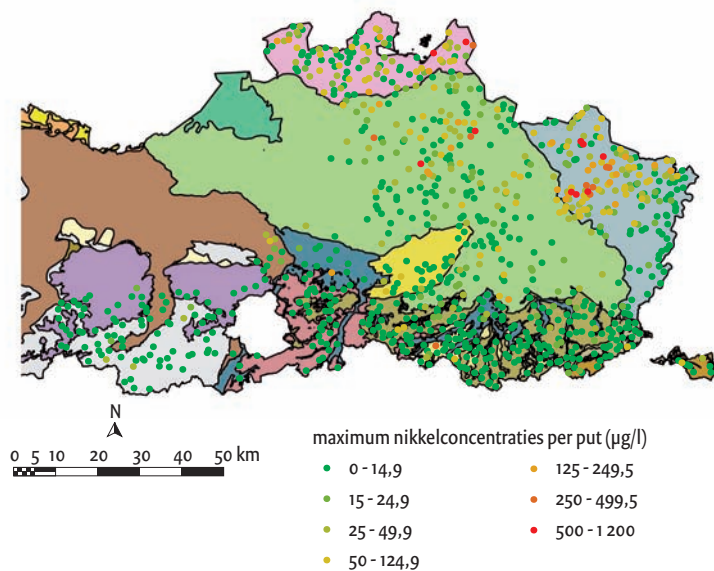 N
0 5 10 20 30 40 50 km
maximum nikkelconcentraties per put (µg/l)
0 - 14,9
15 - 24,9
25 - 49,9
50 - 124,9
125 - 249,5
250 - 499,5
500 - 1 200